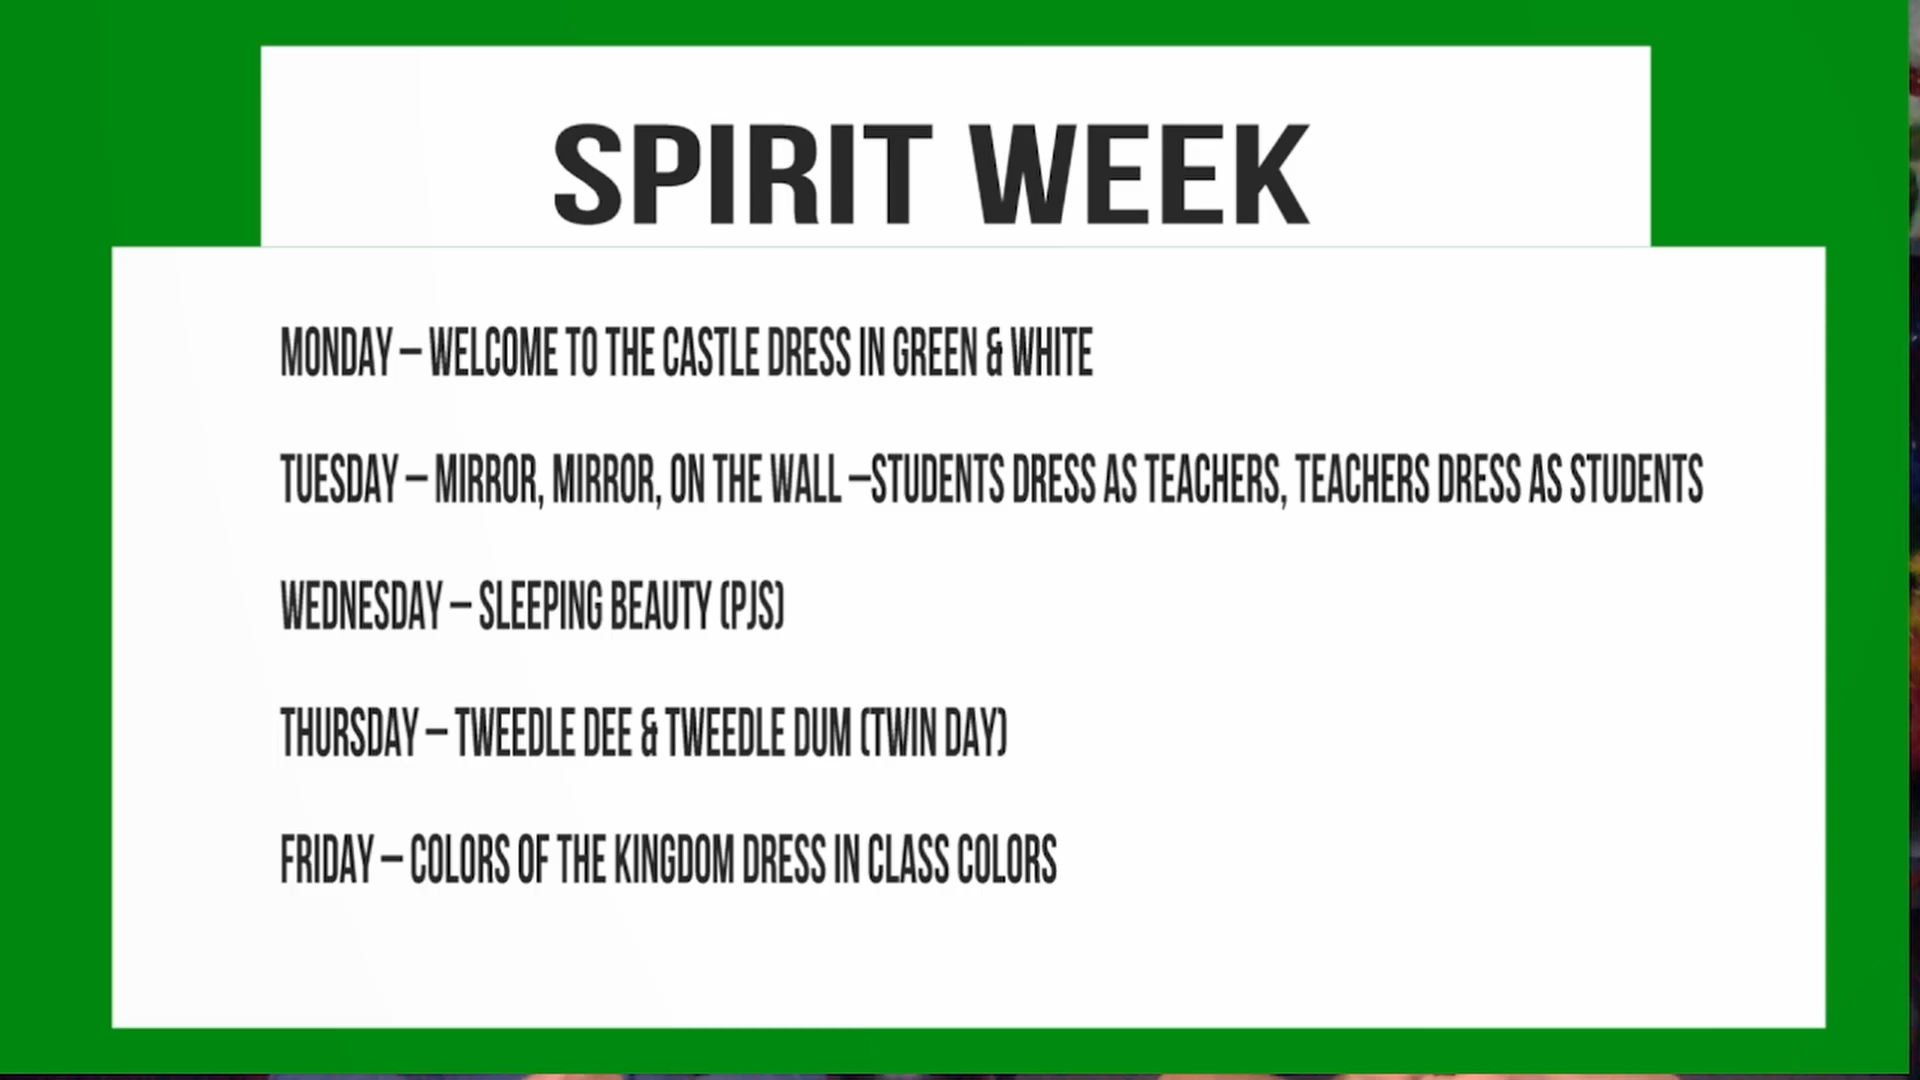 SPIRIT WEEK
MONDAY – WELCOME TO THE CASTLE DRESS IN GREEN & WHITE
TUESDAY – MIRROR, MIRROR, ON THE WALL –STUDENTS DRESS AS TEACHERS, TEACHERS DRESS AS STUDENTS
WEDNESDAY – SLEEPING BEAUTY (PJS)
THURSDAY – TWEEDLE DEE & TWEEDLE DUM (TWIN DAY)
FRIDAY – COLORS OF THE KINGDOM DRESS IN CLASS COLORS